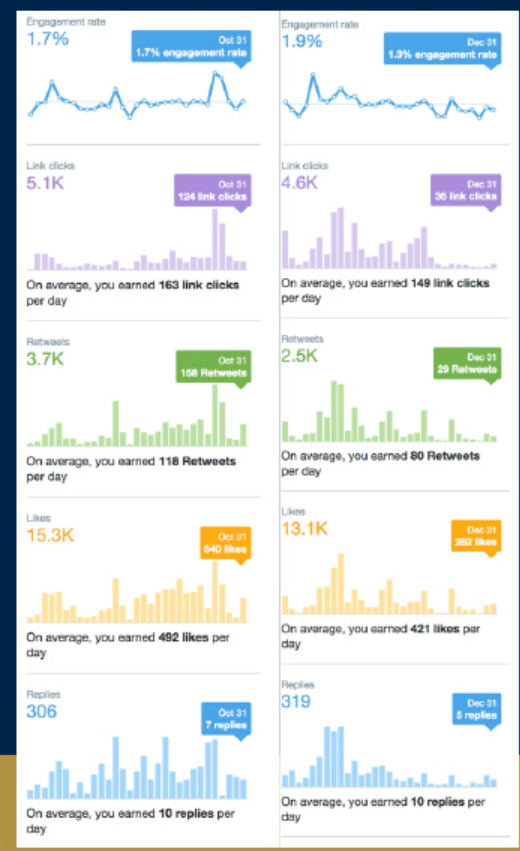 Engagement rate
1.7%
Oct 31
1.7% engagement rate
Link clicks
5.1K
Oct 31
124 link clicks
On average, you earned 163 link clicks
per day
Retweets
3.7K
Oct 31
158 Retweets
On average, you earned 118 Retweets
per day
Likes
15.3K
Oct 31
540 likes
On average, you earned 492 likes per
day
Replies
306
Oct 31
7 replies
On average, you earned 10 replies per
day
Engagement rate
1.9%
Dec 31
1.3% engagement rate
Link clicks
4.6K
Dec 31
36 link clicks
On average, you earned 149 link clicks
per day
Retweets
2.5K
Dec 31
29 Retweets
On average, you earned 80 Retweets
per day
Likes
13.1K
Dec 31
282 likes
On average, you earned 421 likes per
day
Replies
319
Dec 31
5 replies
On average, you earned 10 replies per
day